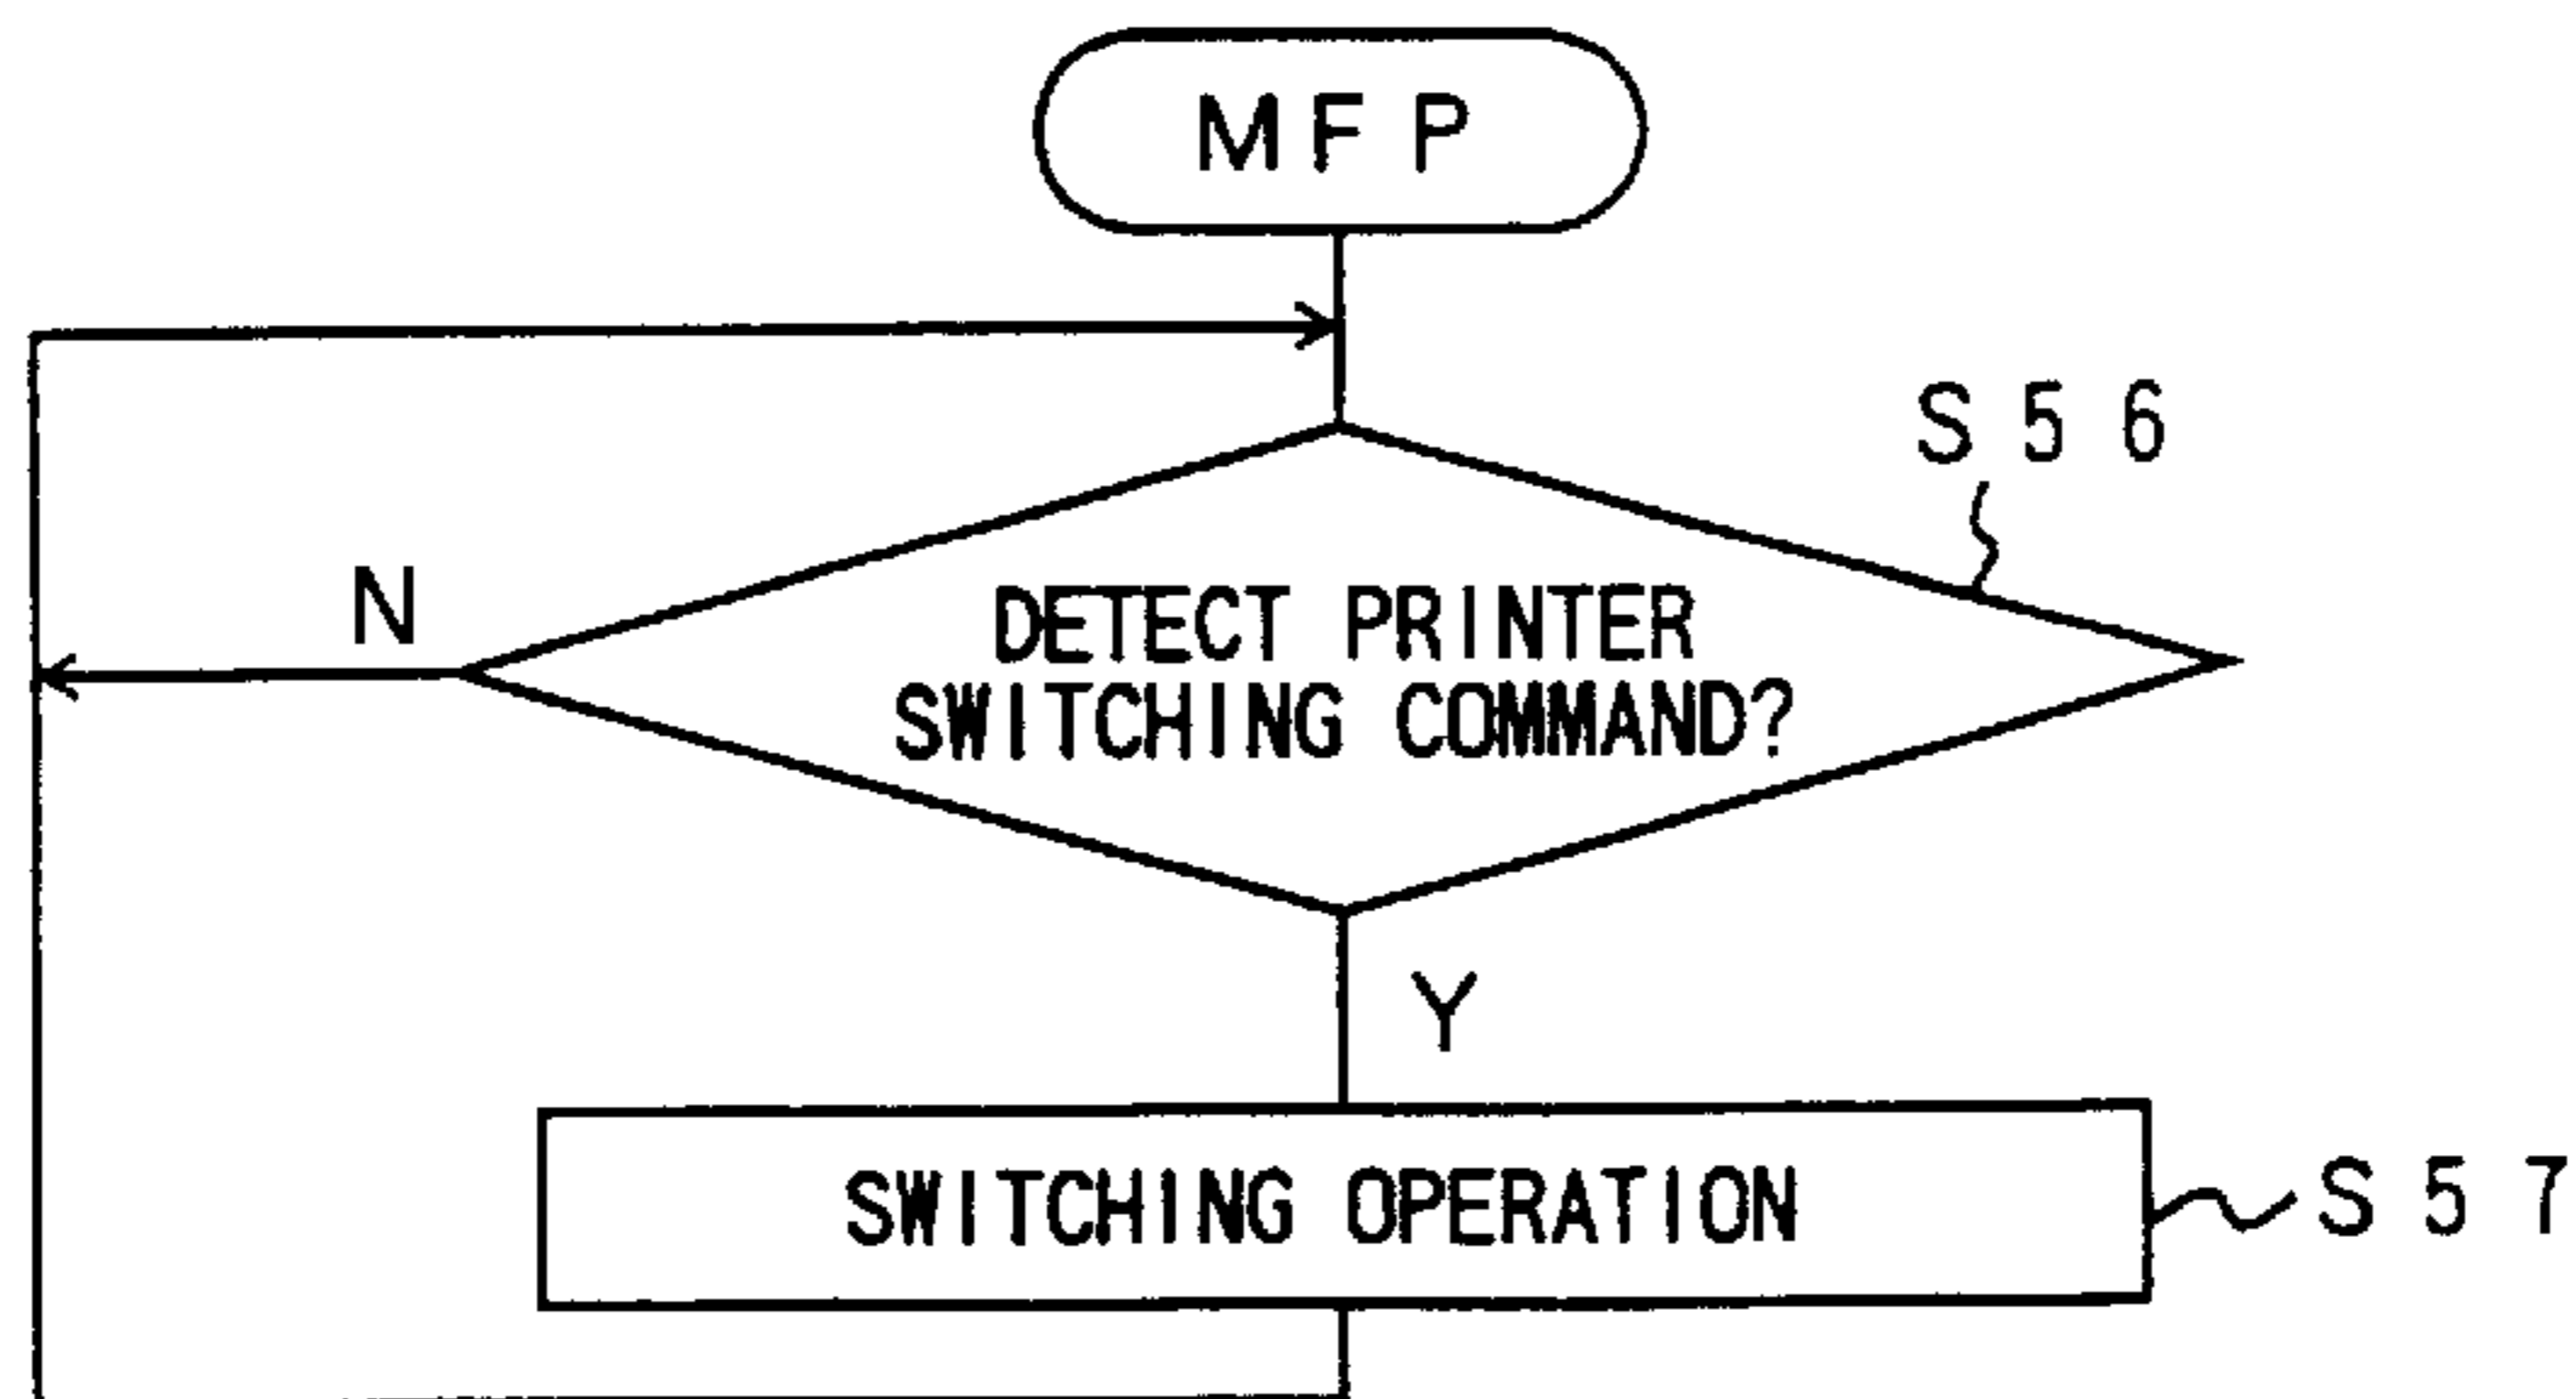 MFP
S56
N
DETECT PRINTER
SWITCHING COMMAND?
Y
SWITCHING OPERATION
S57